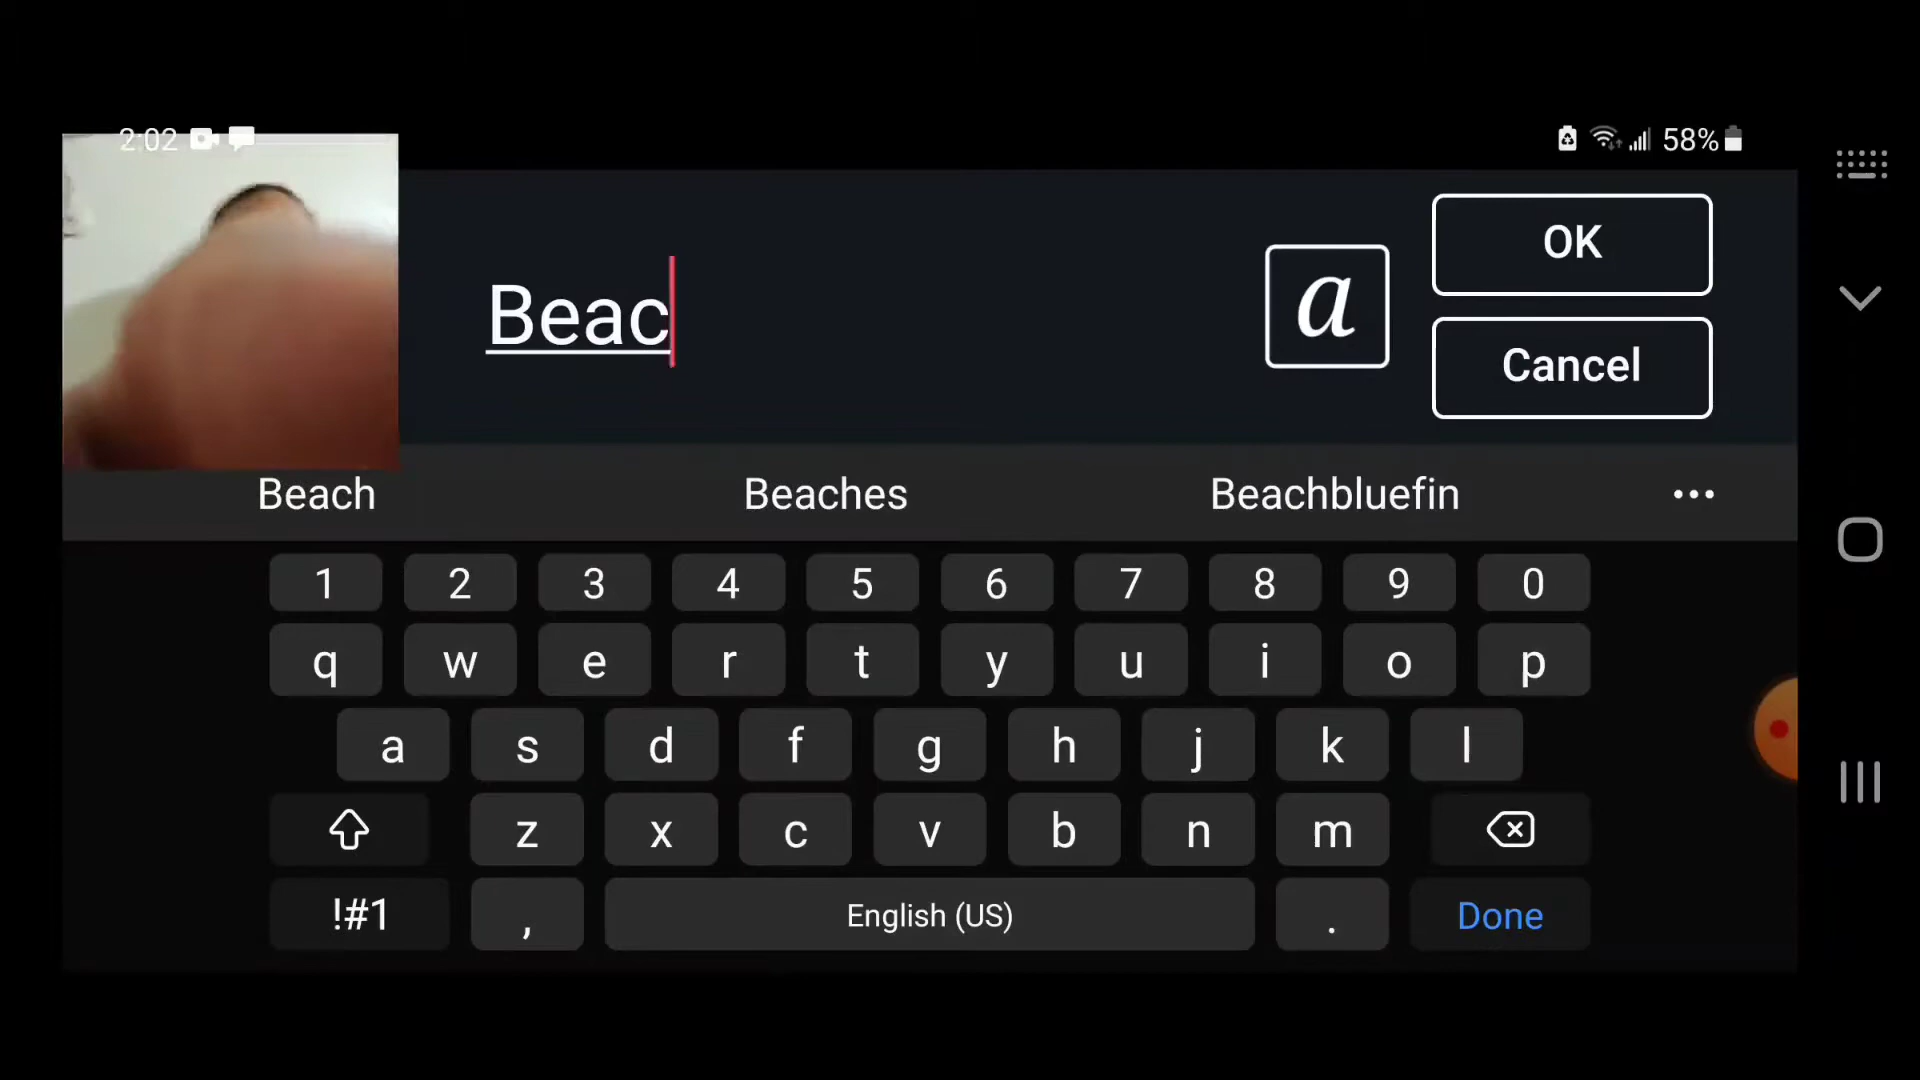 2:02 58%
OK
Beac
a
Cancel
Beach Beaches Beachbluefin
1 2 3 4 5 6 7 8 9 0
q w e r t y u i o p
a s d f g h j k l
z x c v b n m
!#1 , English (US) . Done